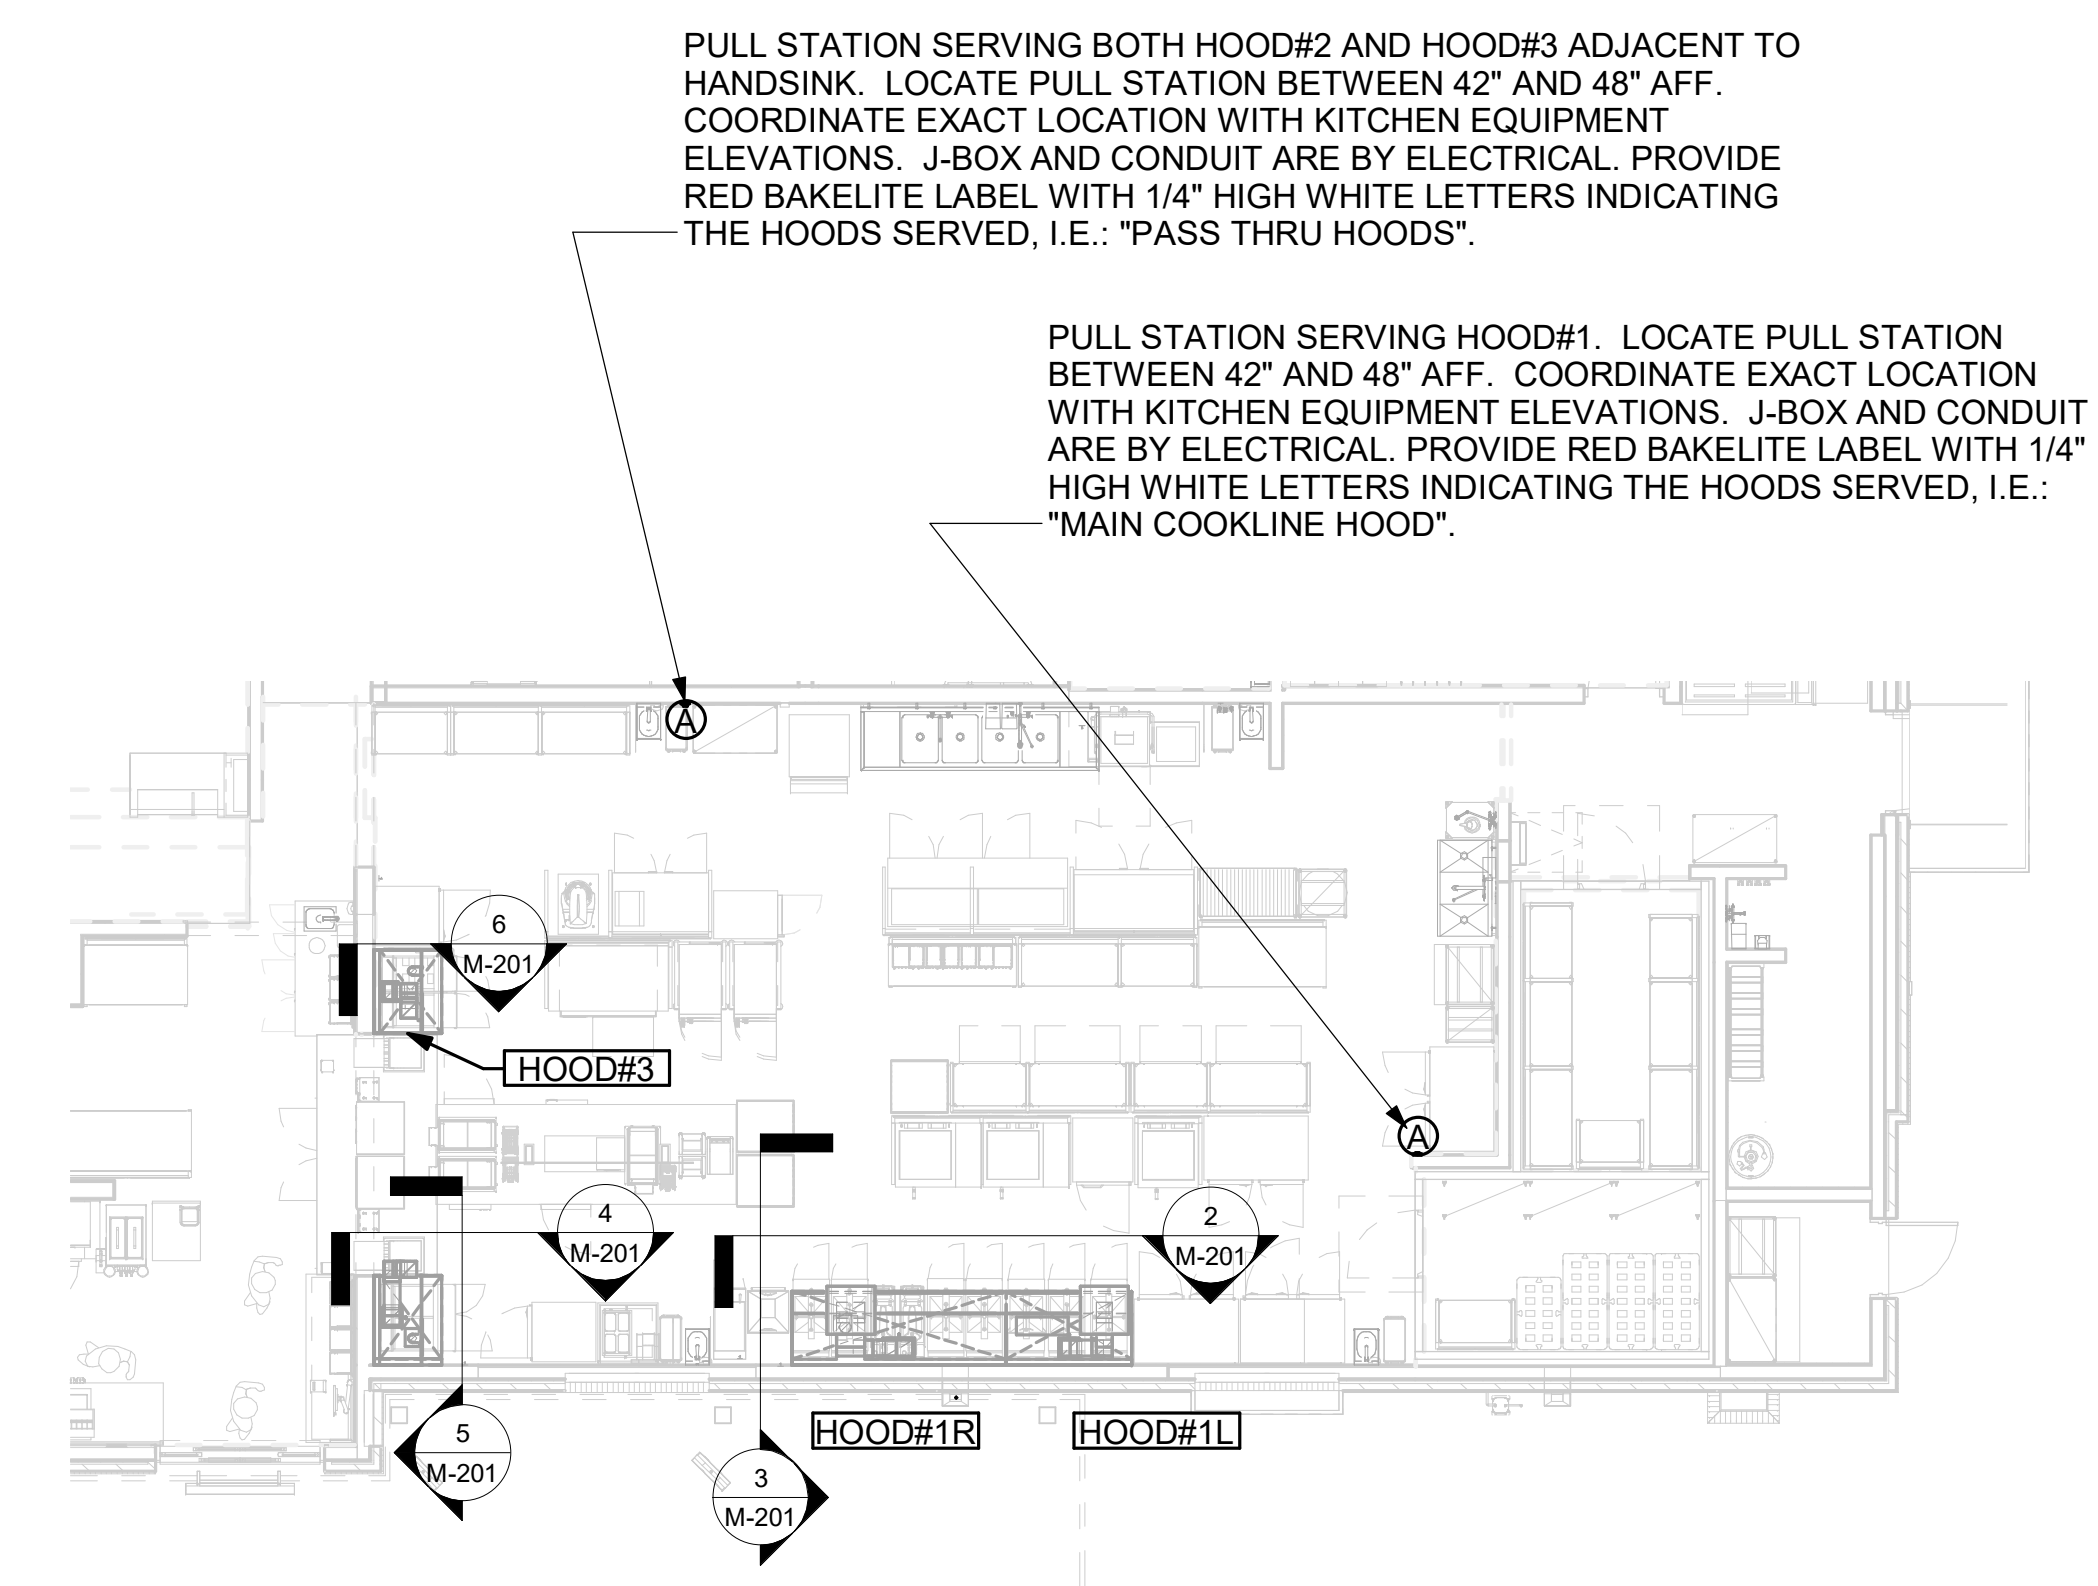 PULL STATION SERVING BOTH HOOD#2 AND HOOD#3 ADJACENT TO
HANDSINK. LOCATE PULL STATION BETWEEN 42" AND 48" AFF.
COORDINATE EXACT LOCATION WITH KITCHEN EQUIPMENT
ELEVATIONS. J-BOX AND CONDUIT ARE BY ELECTRICAL. PROVIDE
RED BAKELITE LABEL WITH 1/4" HIGH WHITE LETTERS INDICATING
THE HOODS SERVED, I.E.: "PASS THRU HOODS".
PULL STATION SERVING HOOD#1. LOCATE PULL STATION
BETWEEN 42" AND 48" AFF. COORDINATE EXACT LOCATION
WITH KITCHEN EQUIPMENT ELEVATIONS. J-BOX AND CONDUIT
ARE BY ELECTRICAL. PROVIDE RED BAKELITE LABEL WITH 1/4"
HIGH WHITE LETTERS INDICATING THE HOODS SERVED, I.E.:
"MAIN COOKLINE HOOD".
A
6
M-201
HOOD#3
A
4
M-201
2
M-201
HOOD#1R
HOOD#1L
5
M-201
3
M-201